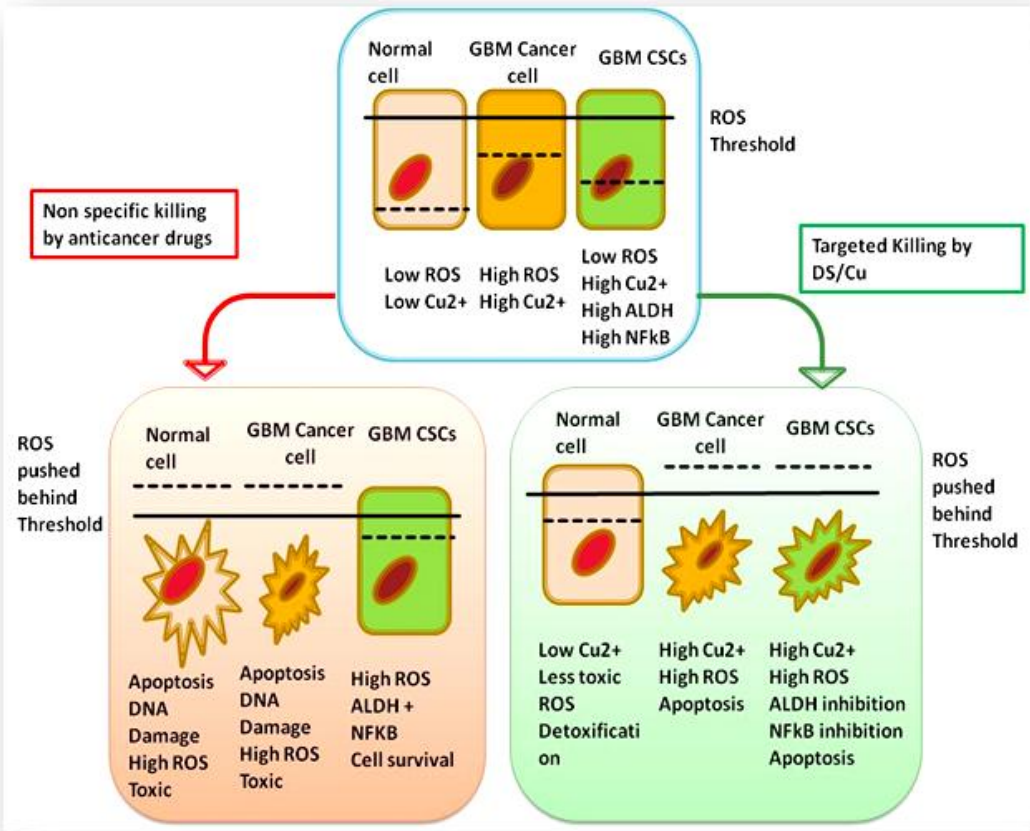 Normal
cell
GBM Cancer
cell
GBM CSCs
ROS
Threshold
Low ROS
Low Cu2+
High ROS
High Cu2+
Low ROS
High Cu2+
High ALDH
High NFkB
Non specific killing
by anticancer drugs
Targeted Killing by
DS/Cu
ROS
pushed
behind
Threshold
Normal
cell
GBM Cancer
cell
GBM CSCs
Apoptosis
DNA
Damage
High ROS
Toxic
Apoptosis
DNA
Damage
High ROS
Toxic
High ROS
ALDH +
NFKB
Cell survival
Normal
cell
GBM Cancer
cell
GBM CSCs
ROS
pushed
behind
Threshold
Low Cu2+
Less toxic
ROS
Detoxificati
on
High Cu2+
High ROS
Apoptosis
High Cu2+
High ROS
ALDH inhibition
NFkB inhibition
Apoptosis